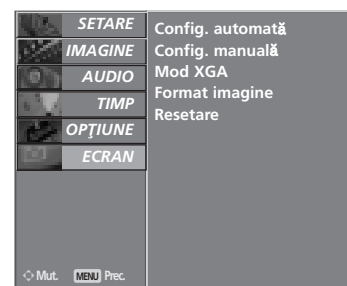 SETARE
IMAGINE
AUDIO
TIMP
OPŢIUNE
ECRAN
Config. automată
Config. manuală
Mod XGA
Format imagine
Resetare
Mut. MENU Prec.